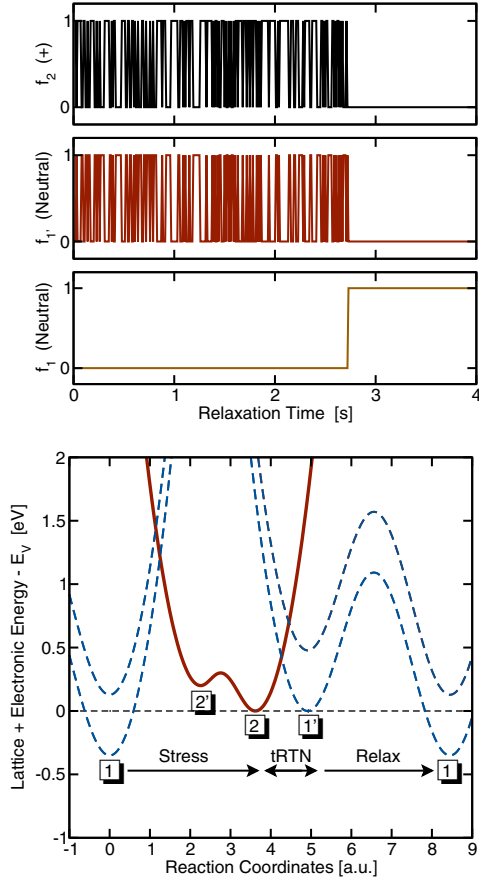 f2 (+)
1
0
f1' (Neutral)
1
0
f1 (Neutral)
1
0
0 1 2 3 4
Relaxation Time [s]
Lattice + Electronic Energy - EV [eV]
2
1.5
1
0.5
0
-0.5
-1
2'
2
1'
1
1
Stress
tRTN
Relax
-1 0 1 2 3 4 5 6 7 8 9
Reaction Coordinates [a.u.]